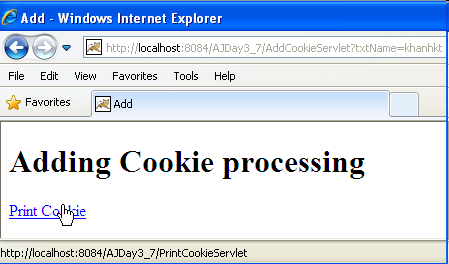 Add - Windows Internet Explorer
http://localhost:8084/AJDay3_7/AddCookieServlet?txtName=khanhkt
File Edit View Favorites Tools Help
Favorites Add
Adding Cookie processing
Print Cookie
http://localhost:8084/AJDay3_7/PrintCookieServlet